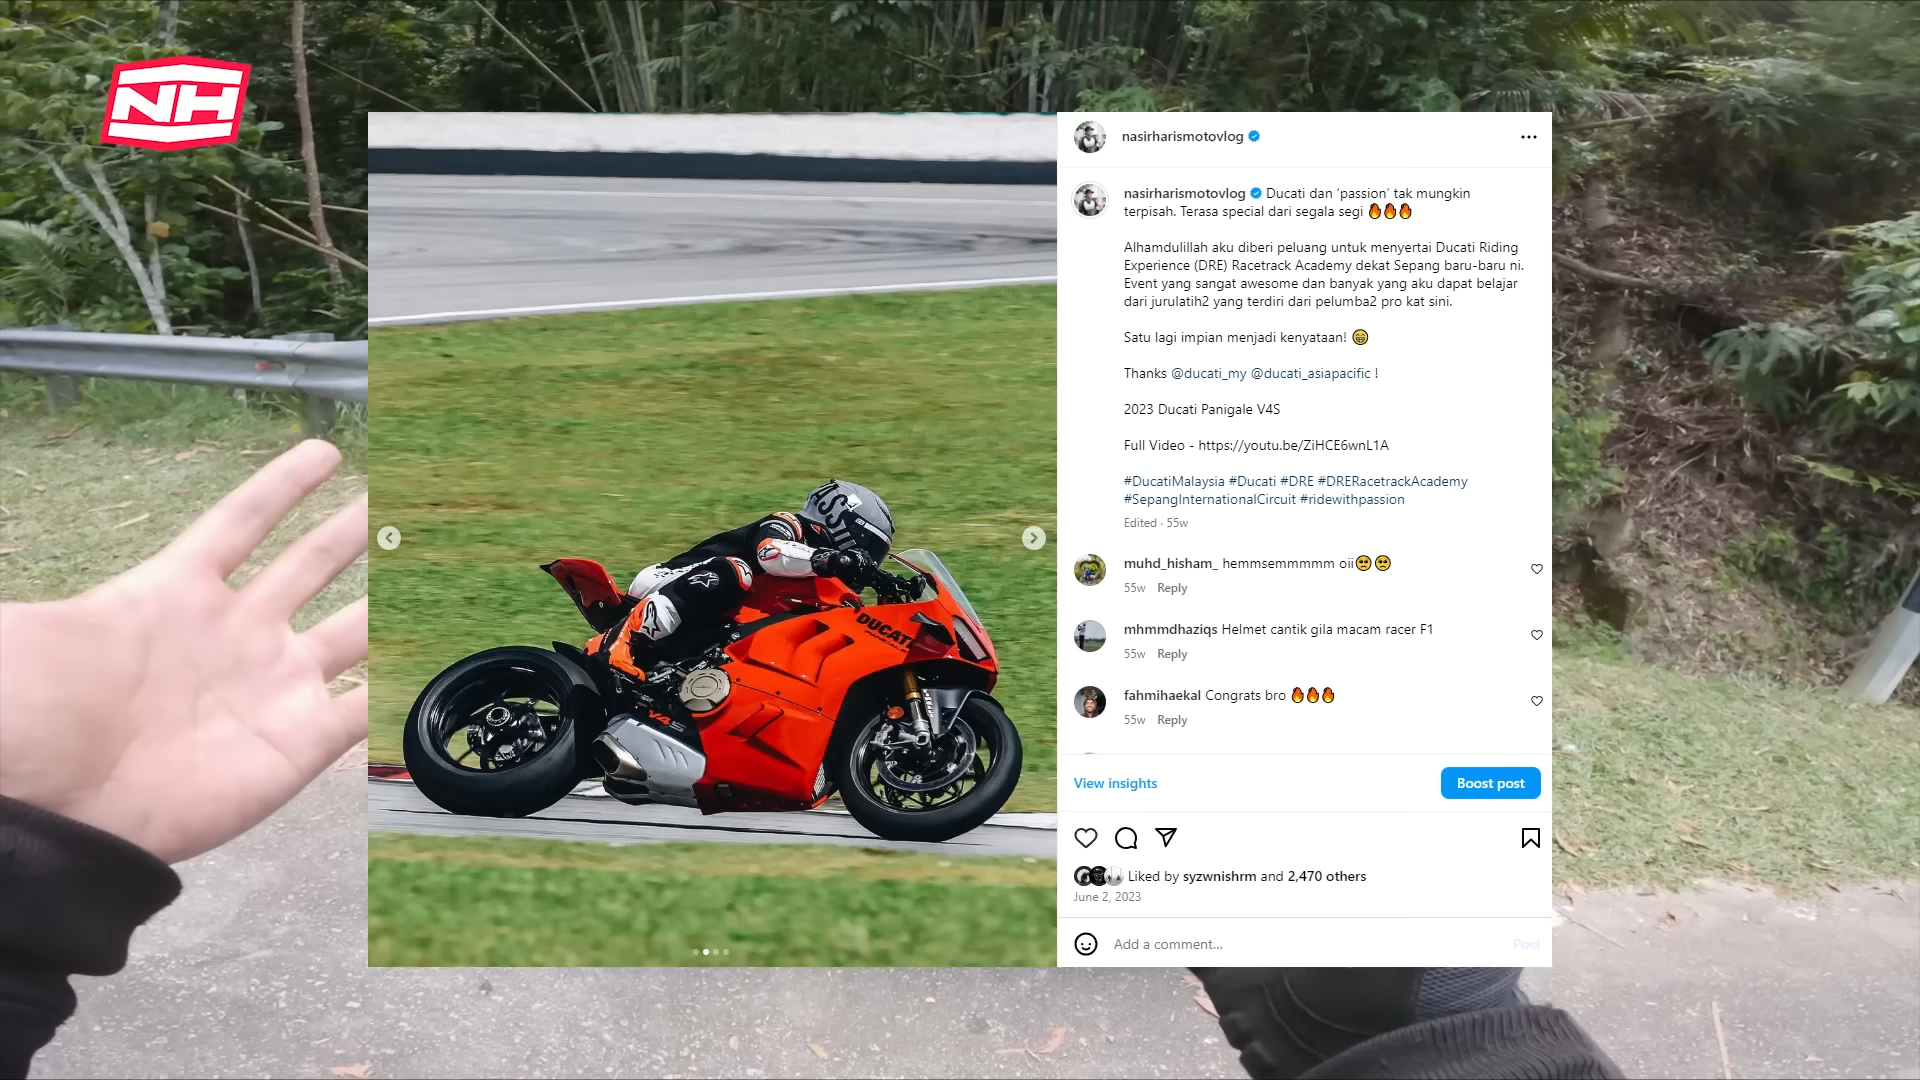 NH
nasirharismotovlog
nasirharismotovlog Ducati dan ‘passion’ tak mungkin
terpisah. Terasa special dari segala segi 🔥🔥🔥
Alhamdulillah aku diberi peluang untuk menyertai Ducati Riding
Experience (DRE) Racetrack Academy dekat Sepang baru-baru ni.
Event yang sangat awesome dan banyak yang aku dapat belajar
dari jurulatih2 yang terdiri dari pelumba2 pro kat sini.
Satu lagi impian menjadi kenyataan! 😁
Thanks @ducati_my @ducati_asiapacific !
2023 Ducati Panigale V4S
Full Video - https://youtu.be/ZiHCE6wnL1A
#DucatiMalaysia #Ducati #DRE #DRERacetrackAcademy
#SepangInternationalCircuit #ridewithpassion
Edited · 55w
muhd_hisham_ hemmsemmmmm oii🥺🥺
55w Reply
mhmmdhaziqs Helmet cantik gila macam racer F1
55w Reply
fahmihaekal Congrats bro 🔥🔥🔥
55w Reply
View insights
Boost post
Liked by syzwnishrm and 2,470 others
June 2, 2023
Add a comment...
Post
DUCATI
V4S